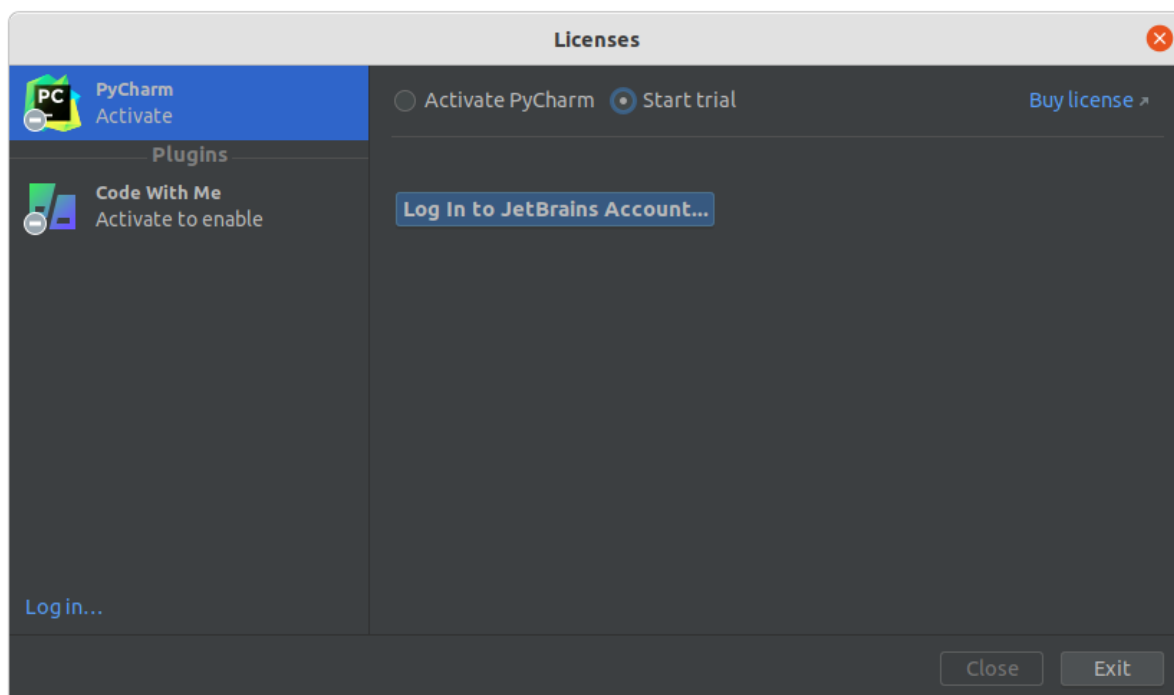 Licenses
PC
PyCharm
Activate
Plugins
Code With Me
Activate to enable
Log in...
Activate PyCharm
Start trial
Buy license
Log In to JetBrains Account...
Close
Exit